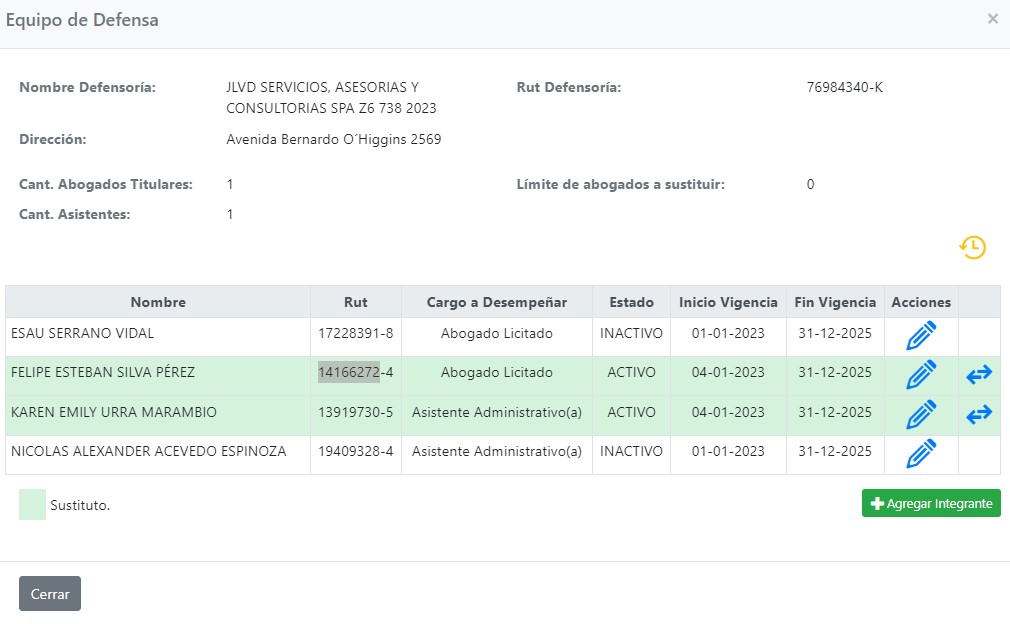 Equipo de Defensa ×
Nombre Defensoría: JLVD SERVICIOS, ASESORIAS Y Rut Defensoría: 76984340-K
CONSULTORIAS SPA Z6 738 2023
Dirección: Avenida Bernardo O´Higgins 2569
Cant. Abogados Titulares: 1 Límite de abogados a sustituir: 0
Cant. Asistentes: 1
Nombre Rut Cargo a Desempeñar Estado Inicio Vigencia Fin Vigencia Acciones
ESAU SERRANO VIDAL 17228391-8 Abogado Licitado INACTIVO 01-01-2023 31-12-2025
FELIPE ESTEBAN SILVA PÉREZ 14166272-4 Abogado Licitado ACTIVO 04-01-2023 31-12-2025
KAREN EMILY URRA MARAMBIO 13919730-5 Asistente Administrativo(a) ACTIVO 04-01-2023 31-12-2025
NICOLAS ALEXANDER ACEVEDO ESPINOZA 19409328-4 Asistente Administrativo(a) INACTIVO 01-01-2023 31-12-2025
Sustituto. Agregar Integrante
Cerrar